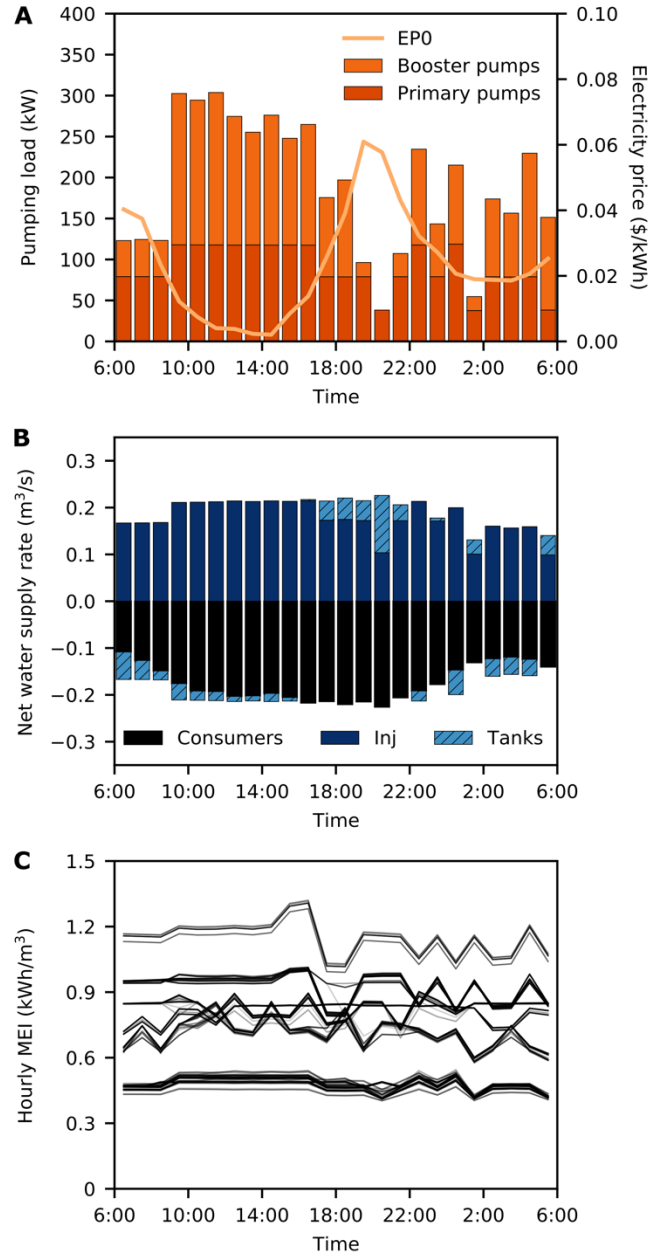 A
400
350
300
250
200
150
100
50
0
Pumping load (kW)
EP0
Booster pumps
Primary pumps
0.10
0.08
0.06
0.04
0.02
0.00
Electricity price ($/kWh)
6:00 10:00 14:00 18:00 22:00 2:00 6:00
Time
B
0.3
0.2
0.1
0.0
−0.1
−0.2
−0.3
Net water supply rate (m³/s)
Consumers Inj Tanks
6:00 10:00 14:00 18:00 22:00 2:00 6:00
Time
C
1.5
1.2
0.9
0.6
0.3
0
Hourly MEI (kWh/m³)
6:00 10:00 14:00 18:00 22:00 2:00 6:00
Time